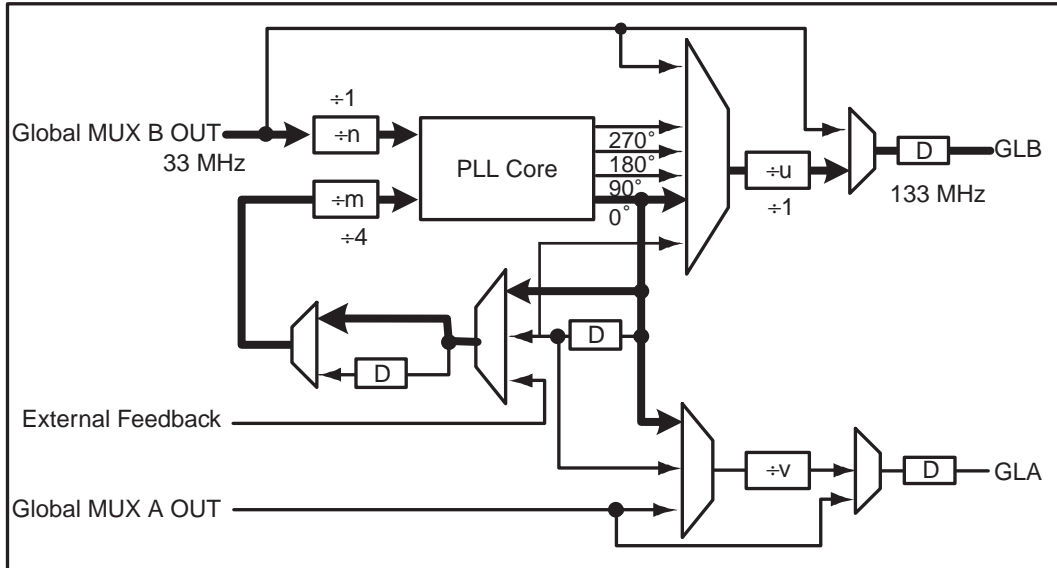 ÷1
Global MUX B OUT
÷n
33 MHz
PLL Core
270°
180°
90°
0°
÷m
÷4
÷u
÷1
D
GLB
133 MHz
D
D
External Feedback
÷v
D
GLA
Global MUX A OUT